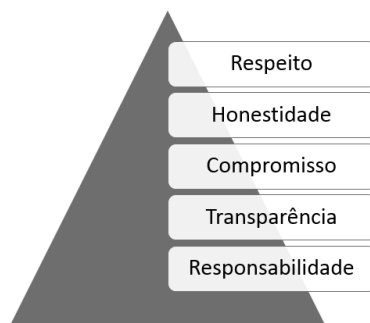 Respeito
Honestidade
Compromisso
Transparência
Responsabilidade